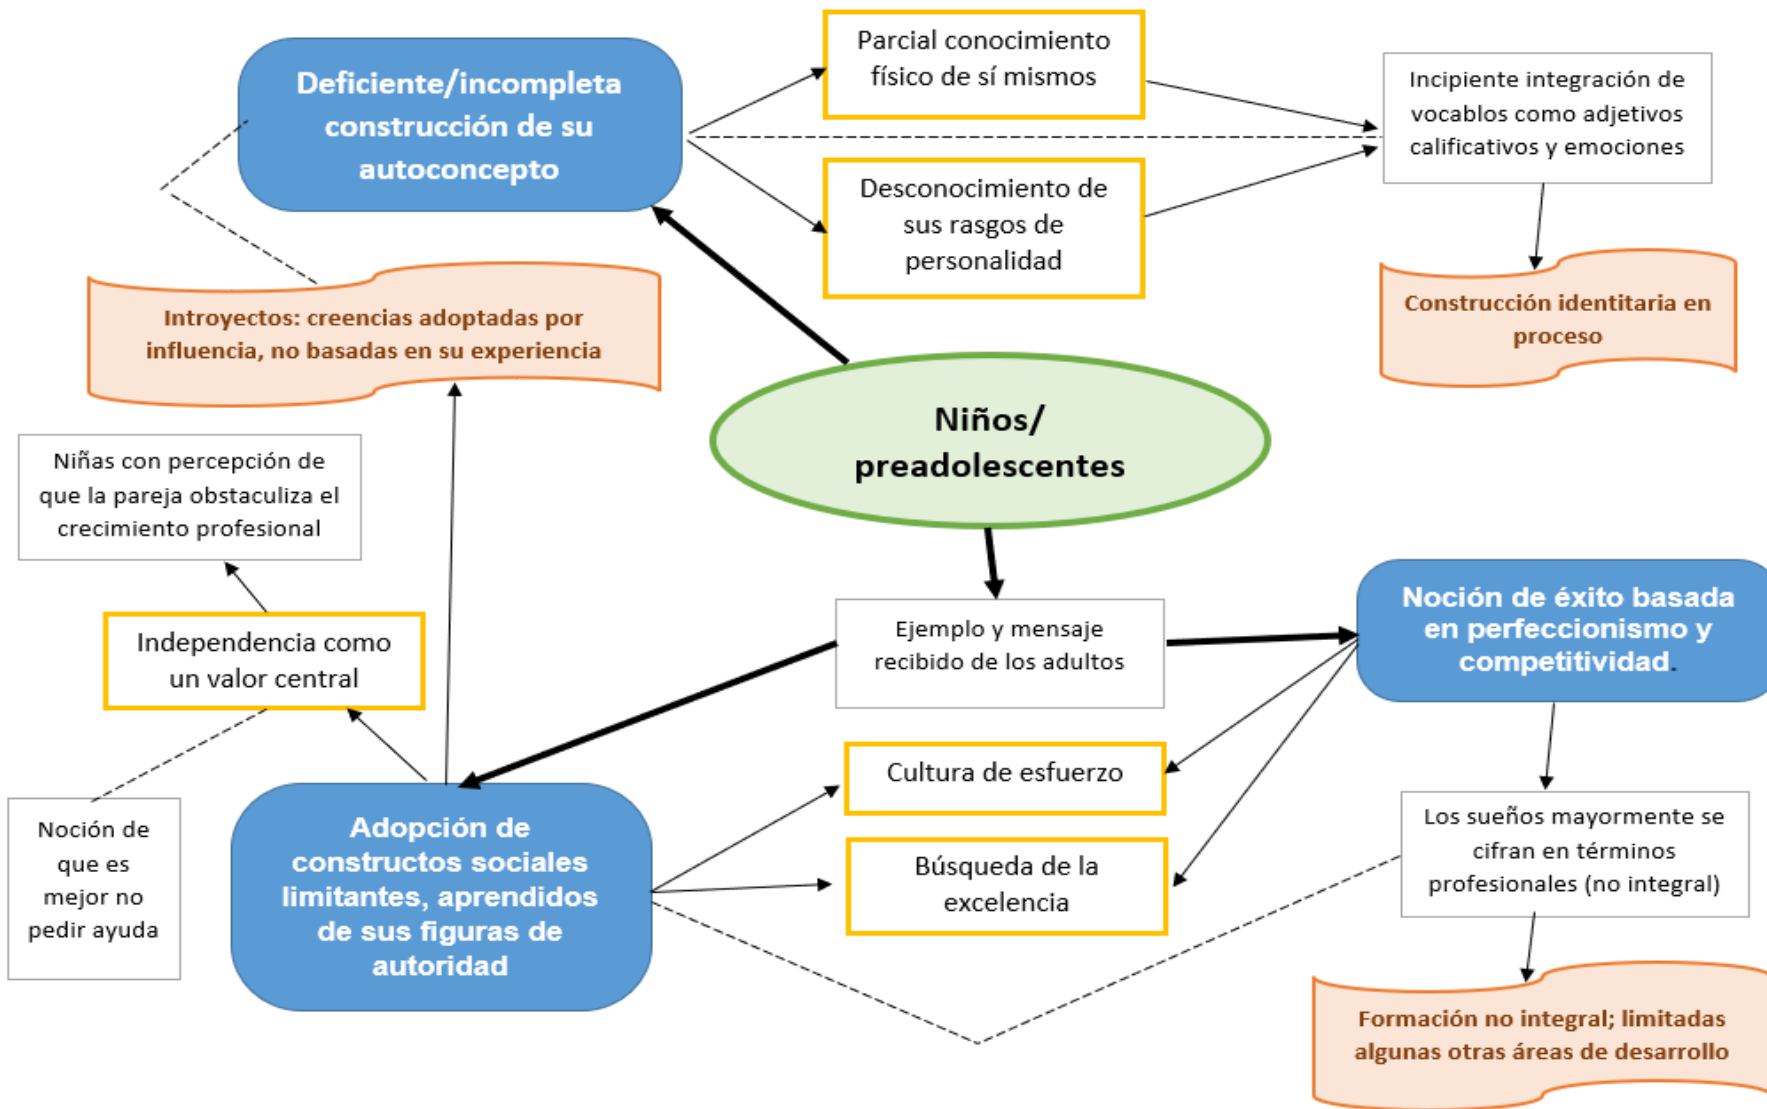 Deficiente/incompleta
construcción de su
autoconcepto
Parcial conocimiento
físico de sí mismos
Desconocimiento de
sus rasgos de
personalidad
Incipiente integración de
vocablos como adjetivos
calificativos y emociones
Construcción identitaria en
proceso
Introyectos: creencias adoptadas por
influencia, no basadas en su experiencia
Niños/
preadolescentes
Niñas con percepción de
que la pareja obstaculiza el
crecimiento profesional
Independencia como
un valor central
Noción de
que es
mejor no
pedir ayuda
Ejemplo y mensaje
recibido de los adultos
Noción de éxito basada
en perfeccionismo y
competitividad.
Adopción de
constructos sociales
limitantes, aprendidos
de sus figuras de
autoridad
Cultura de esfuerzo
Búsqueda de la
excelencia
Los sueños mayormente se
cifran en términos
profesionales (no integral)
Formación no integral; limitadas
algunas otras áreas de desarrollo